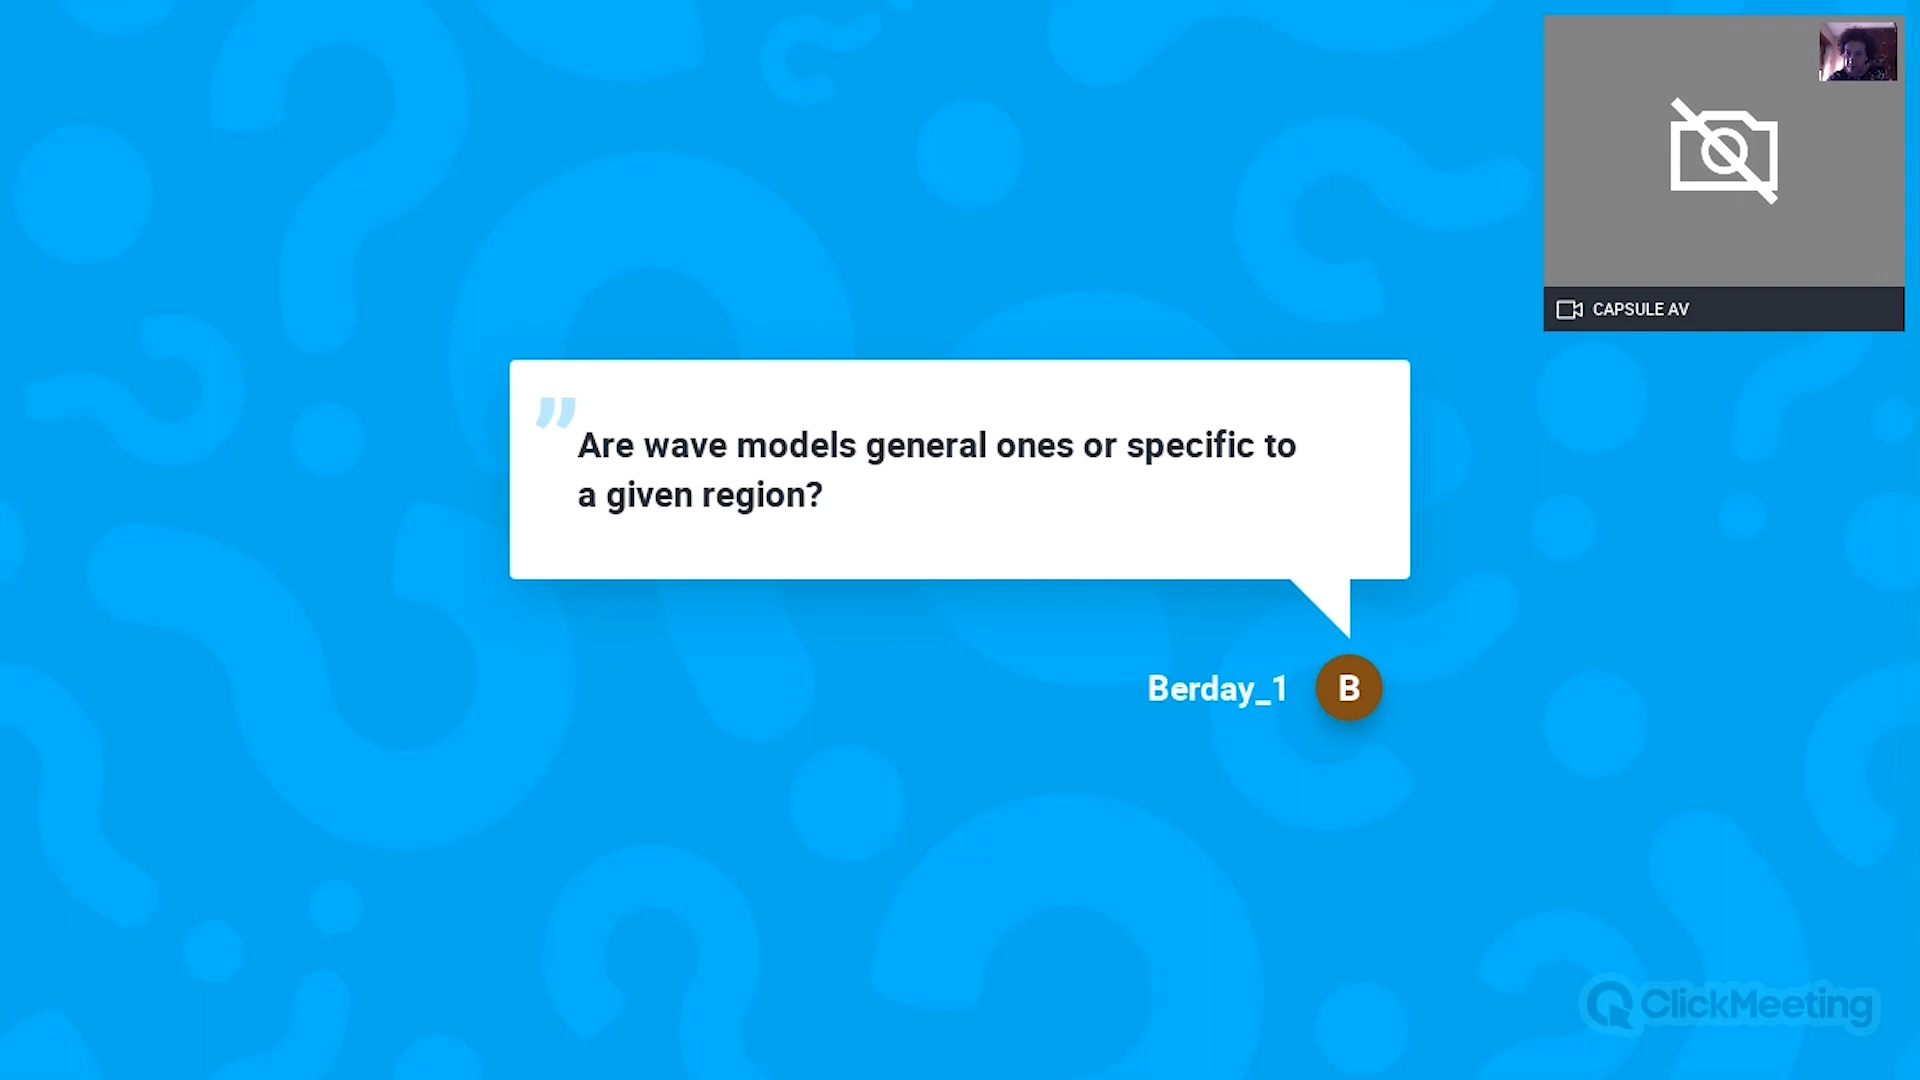 CAPSULE AV
”
Are wave models general ones or specific to
a given region?
Berday_1
B
ClickMeeting